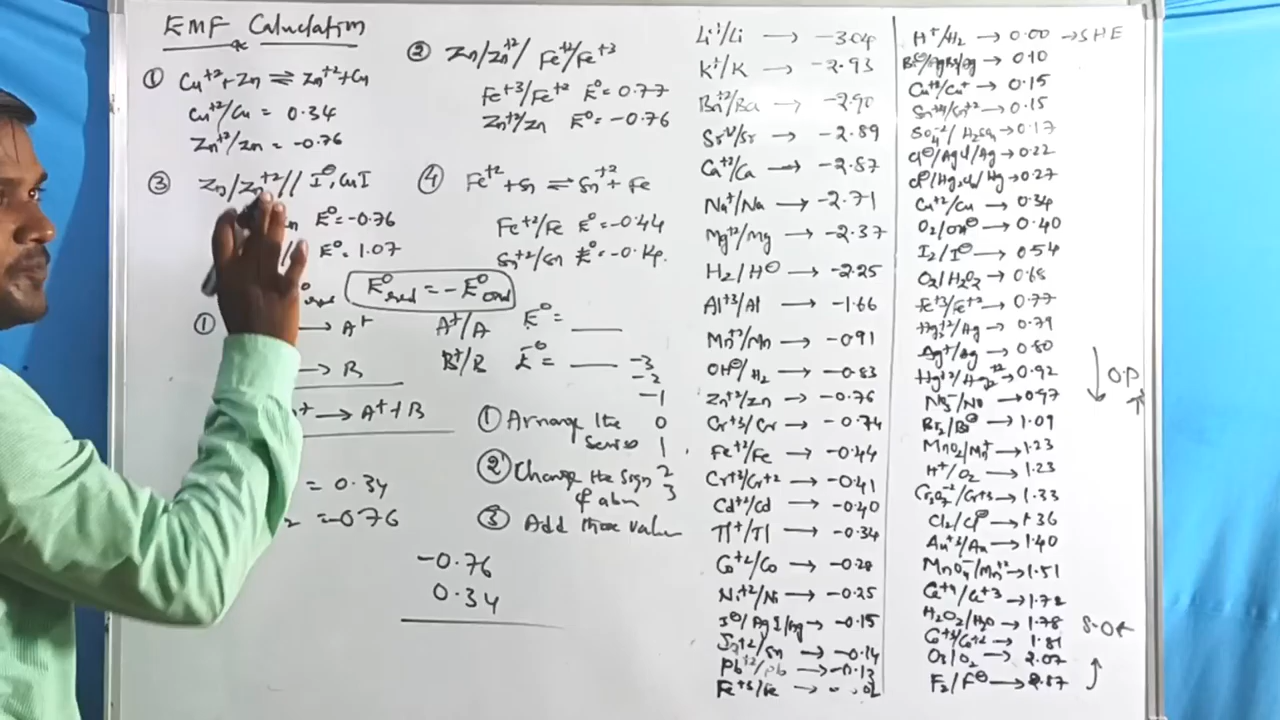 EMF Caluclation
① Cu⁺²+Zn ⇌ Zn⁺²+Cu
Cu⁺²/Cu = 0.34
Zn⁺²/Zn = -0.76
② Zn/Zn⁺²// Fe⁺²/Fe⁺³
Fe⁺³/Fe⁺² E⁰= 0.77
Zn⁺²/Zn E⁰= -0.76
③ Zn/Zn⁺²// I⊖, CuI
E⁰=-0.76
E⁰= 1.07
④ Fe⁺²+Sn ⇌ Sn⁺²+ Fe
Fe⁺²/Fe E⁰=-0.44
Sn⁺²/Sn E⁰=-0.14
E⁰red = -E⁰oxd
① → A⁺
→ B
→ A⁺+B
A⁺/A E⁰= ___
B⁺/B E⁰= ___
-3
-2
-1
0
1
2
3
① Arrange the series
② Change the sign of abv
③ Add those value
= 0.34
= -0.76
-0.76
0.34
Li⁺/Li → -3.04
K⁺/K → -2.93
Ba⁺²/Ba → -2.90
Sr⁺²/Sr → -2.89
Ca⁺²/Ca → -2.87
Na⁺/Na → -2.71
Mg⁺²/Mg → -2.37
H₂/H⊖ → -2.25
Al⁺³/Al → -1.66
Mn⁺²/Mn → -0.91
OH⊖/H₂ → -0.83
Zn⁺²/Zn → -0.76
Cr⁺³/Cr → -0.74
Fe⁺²/Fe → -0.44
Cr⁺³/Cr⁺² → -0.41
Cd⁺²/Cd → -0.40
Tl⁺/Tl → -0.34
Co⁺²/Co → -0.28
Ni⁺²/Ni → -0.25
I⊖/AgI/Ag → -0.15
Sn⁺²/Sn → -0.14
Pb⁺²/Pb → -0.13
Fe⁺³/Fe →
H⁺/H₂ → 0.00 → SHE
Br⊖/AgBr/Ag → 0.10
Cu⁺²/Cu⁺ → 0.15
Sn⁺⁴/Sn⁺² → 0.15
SO₄⁻²/H₂SO₃ → 0.17
Cl⊖/AgCl/Ag → 0.22
Cl⊖/Hg₂Cl₂/Hg → 0.27
Cu⁺²/Cu → 0.34
O₂/OH⊖ → 0.40
I₂/I⊖ → 0.54
O₂/H₂O₂ → 0.68
Fe⁺³/Fe⁺² → 0.77
Hg₂⁺²/Hg → 0.79
Ag⁺/Ag → 0.80
Hg⁺²/Hg₂⁺² → 0.92
NO₃⁻/NO → 0.97
Br₂/Br⊖ → 1.09
MnO₂/Mn⁺ → 1.23
H⁺/O₂ → 1.23
Cr₂O₇⁻²/Cr⁺³ → 1.33
Cl₂/Cl⊖ → 1.36
Au⁺³/Au → 1.40
MnO₄⁻/Mn⁺² → 1.51
Ce⁺⁴/Ce⁺³ → 1.72
H₂O₂/H₂O → 1.78
Co⁺³/Co⁺² → 1.81
O₃/O₂ → 2.07
F₂/F⊖ → 2.87
↓ O.P ↑
S.O